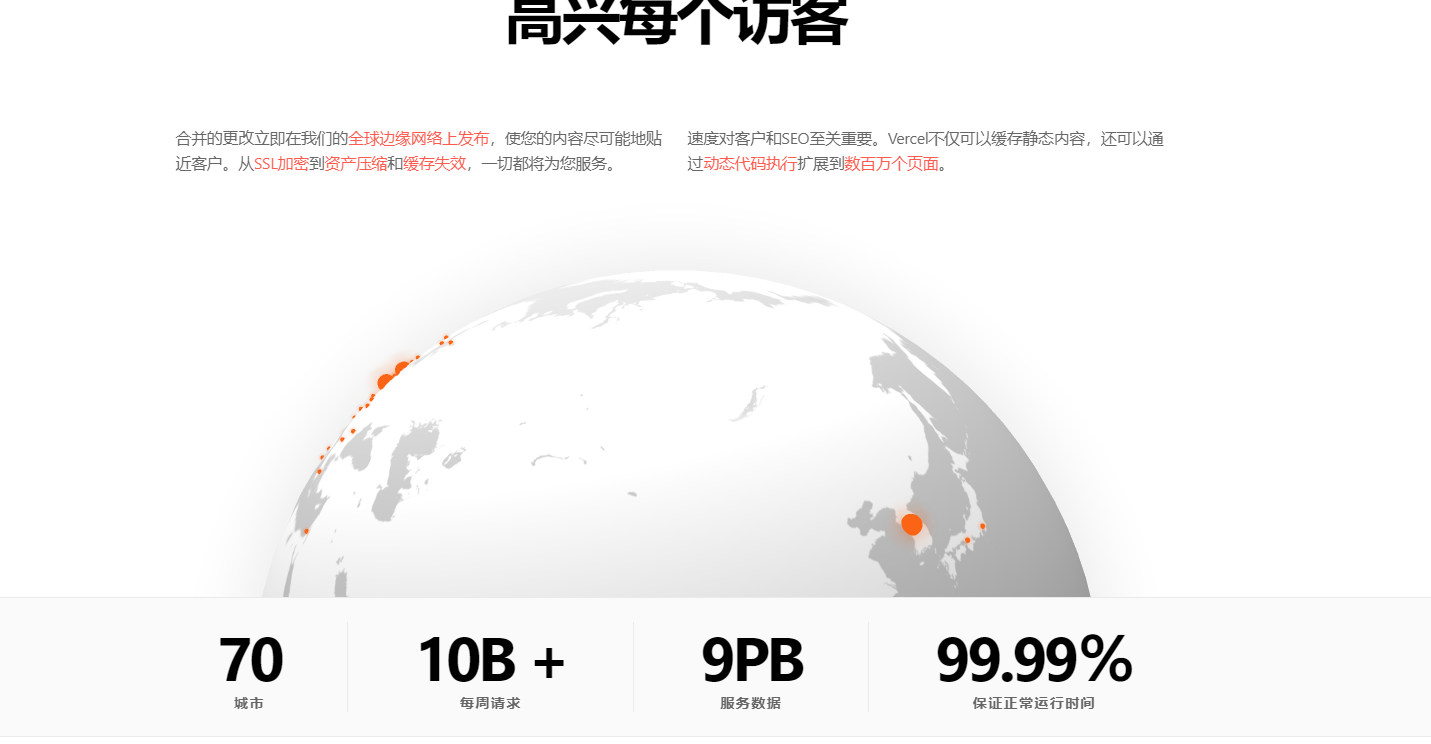 高兴每个访客
合并的更改立即在我们的全球边缘网络上发布，使您的内容尽可能地贴
近客户。从SSL加密到资产压缩和缓存失效，一切都将为您服务。
速度对客户和SEO至关重要。Vercel不仅可以缓存静态内容，还可以通
过动态代码执行扩展到数百万个页面。
70
城市
10B +
每周请求
9PB
服务数据
99.99%
保证正常运行时间